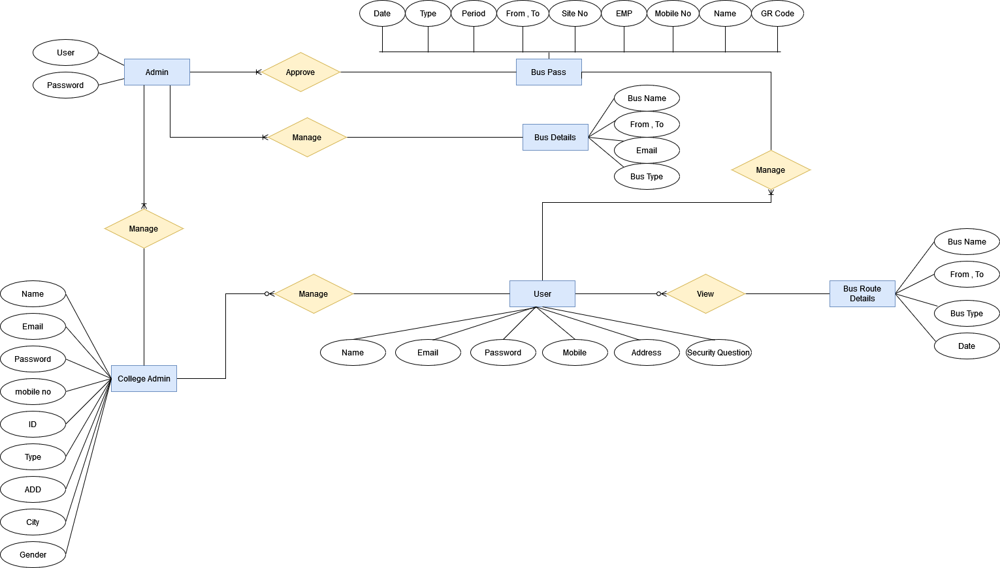 Date
Type
Period
From , To
Site No
EMP
Mobile No
Name
GR Code
User
Password
Admin
Approve
Bus Pass
Manage
Bus Details
Bus Name
From , To
Email
Bus Type
Manage
Manage
Name
Email
Password
mobile no
ID
Type
ADD
City
Gender
College Admin
Manage
User
View
Bus Route
Details
Bus Name
From , To
Bus Type
Date
Name
Email
Password
Mobile
Address
Security Question